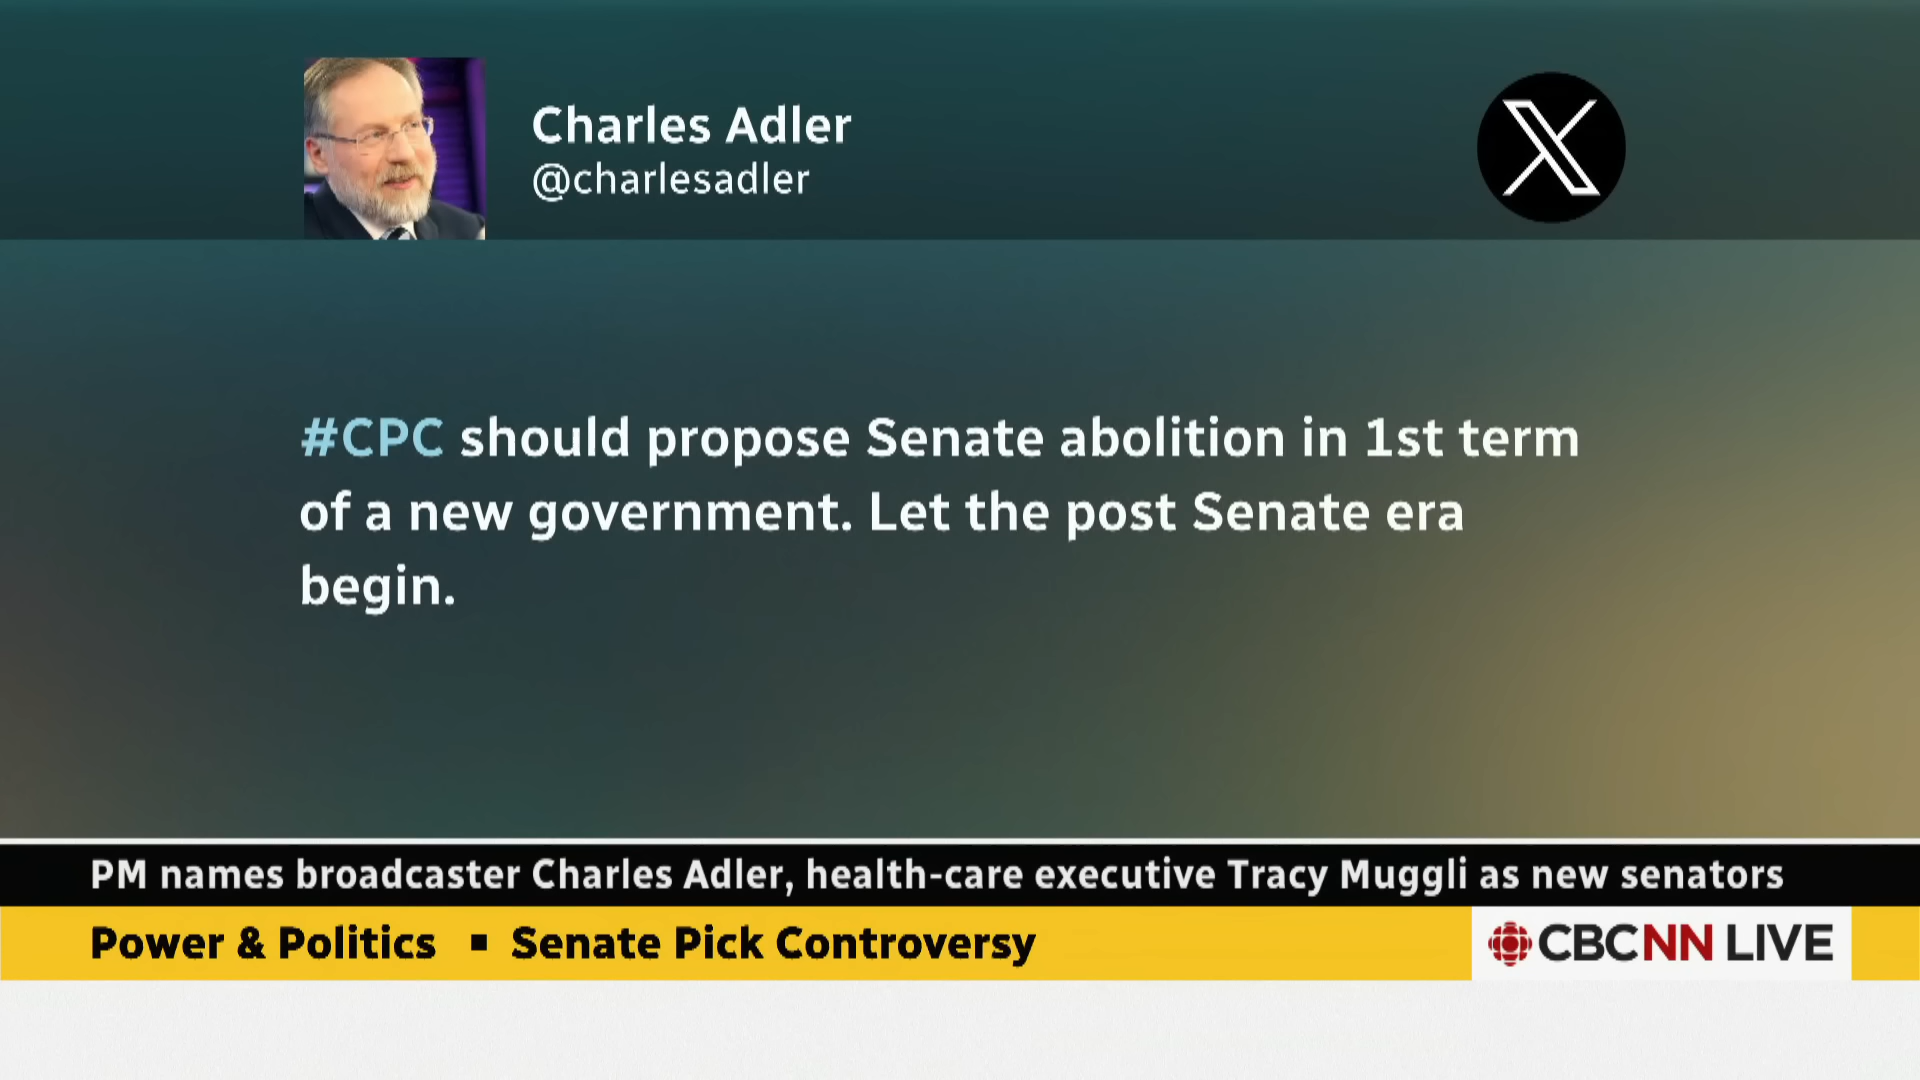 Charles Adler
@charlesadler
#CPC should propose Senate abolition in 1st term
of a new government. Let the post Senate era
begin.
PM names broadcaster Charles Adler, health-care executive Tracy Muggli as new senators
Power & Politics ▪ Senate Pick Controversy
CBCNN LIVE